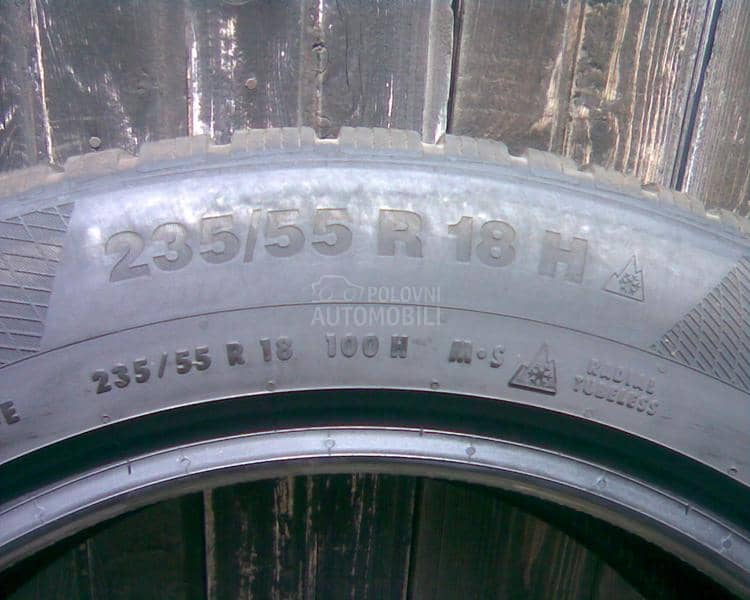 235/55 R 18 H
POLOVNI
AUTOMOBILI
235/55 R 18 100 H M·S RADIAL
TUBELESS